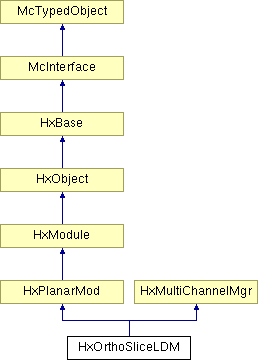 McTypedObject
McInterface
HxBase
HxObject
HxModule
HxPlanarMod HxMultiChannelMgr
HxOrthoSliceLDM